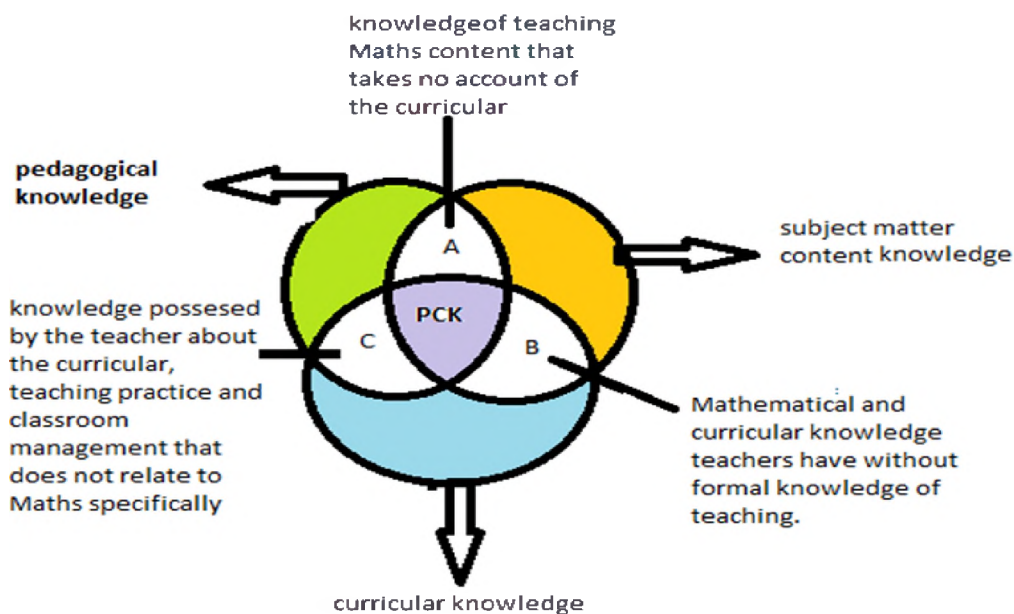 knowledgeof teaching
Maths content that
takes no account of
the curricular
pedagogical
knowledge
A
subject matter
content knowledge
knowledge possesed
by the teacher about
the curricular,
teaching practice and
classroom
management that
does not relate to
Maths specifically
PCK
C
B
Mathematical and
curricular knowledge
teachers have without
formal knowledge of
teaching.
curricular knowledge